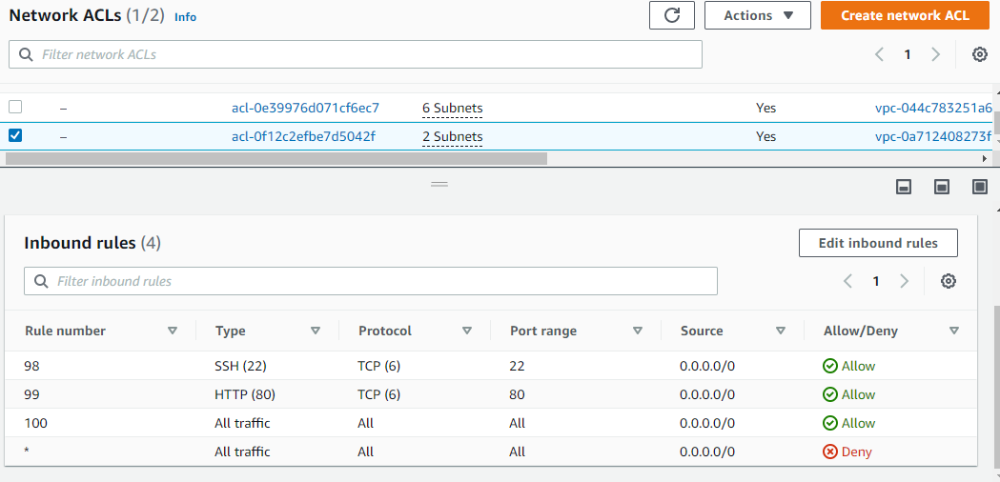 Network ACLs (1/2) Info Actions Create network ACL
Filter network ACLs 1
– acl-0e39976d071cf6ec7 6 Subnets Yes vpc-044c783251a6
– acl-0f12c2efbe7d5042f 2 Subnets Yes vpc-0a712408273f
Inbound rules (4) Edit inbound rules
Filter inbound rules 1
Rule number Type Protocol Port range Source Allow/Deny
98 SSH (22) TCP (6) 22 0.0.0.0/0 Allow
99 HTTP (80) TCP (6) 80 0.0.0.0/0 Allow
100 All traffic All All 0.0.0.0/0 Allow
* All traffic All All 0.0.0.0/0 Deny